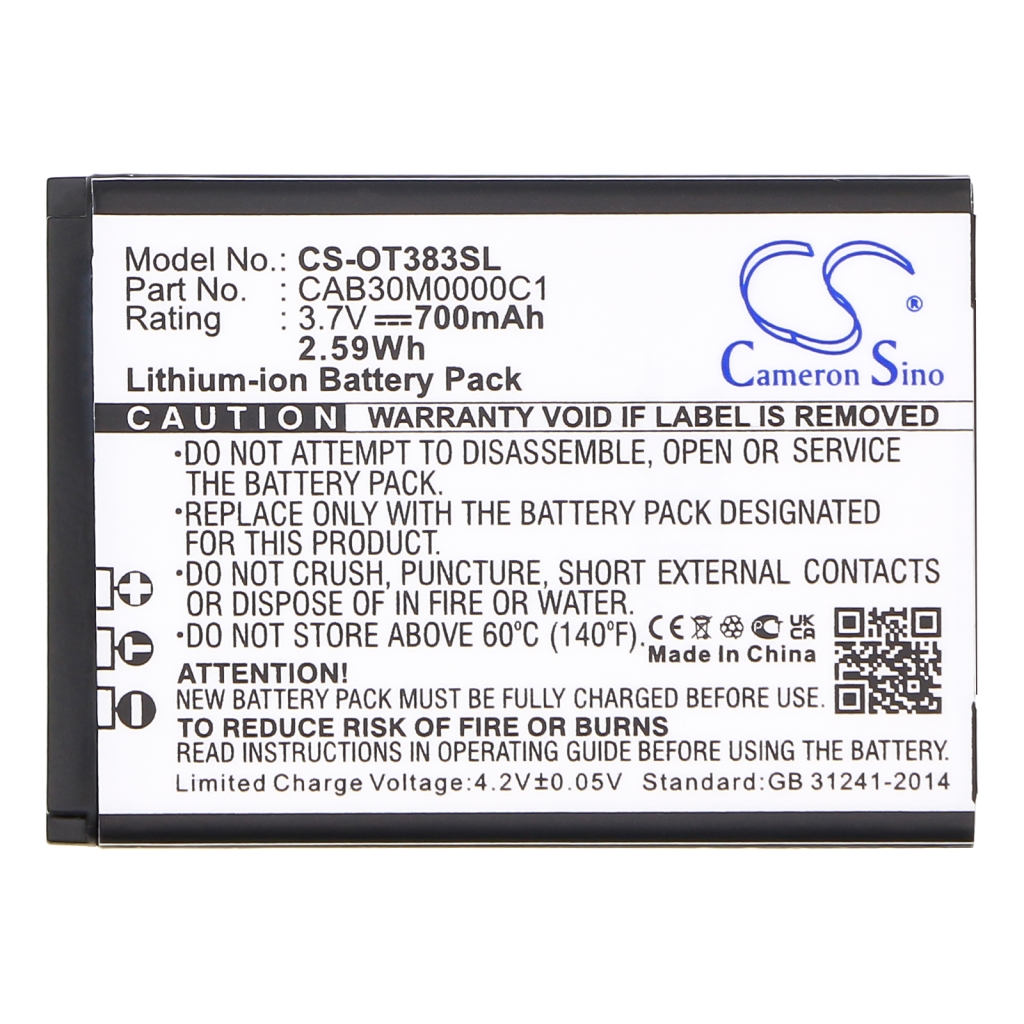 Model No.: CS-OT383SL
Part No. : CAB30M0000C1
Rating : 3.7V⎓700mAh
2.59Wh
Lithium-ion Battery Pack
CS ®
Cameron Sino
CAUTION WARRANTY VOID IF LABEL IS REMOVED
•DO NOT ATTEMPT TO DISASSEMBLE, OPEN OR SERVICE
THE BATTERY PACK.
•REPLACE ONLY WITH THE BATTERY PACK DESIGNATED
FOR THIS PRODUCT.
•DO NOT CRUSH, PUNCTURE, SHORT EXTERNAL CONTACTS
OR DISPOSE OF IN FIRE OR WATER.
•DO NOT STORE ABOVE 60°C (140°F).
CE PC UK CA
Made In China
+
T
-
ATTENTION!
NEW BATTERY PACK MUST BE FULLY CHARGED BEFORE USE.
TO REDUCE RISK OF FIRE OR BURNS
READ INSTRUCTIONS IN OPERATING GUIDE BEFORE USING THE BATTERY.
Limited Charge Voltage:4.2V±0.05V Standard:GB 31241-2014